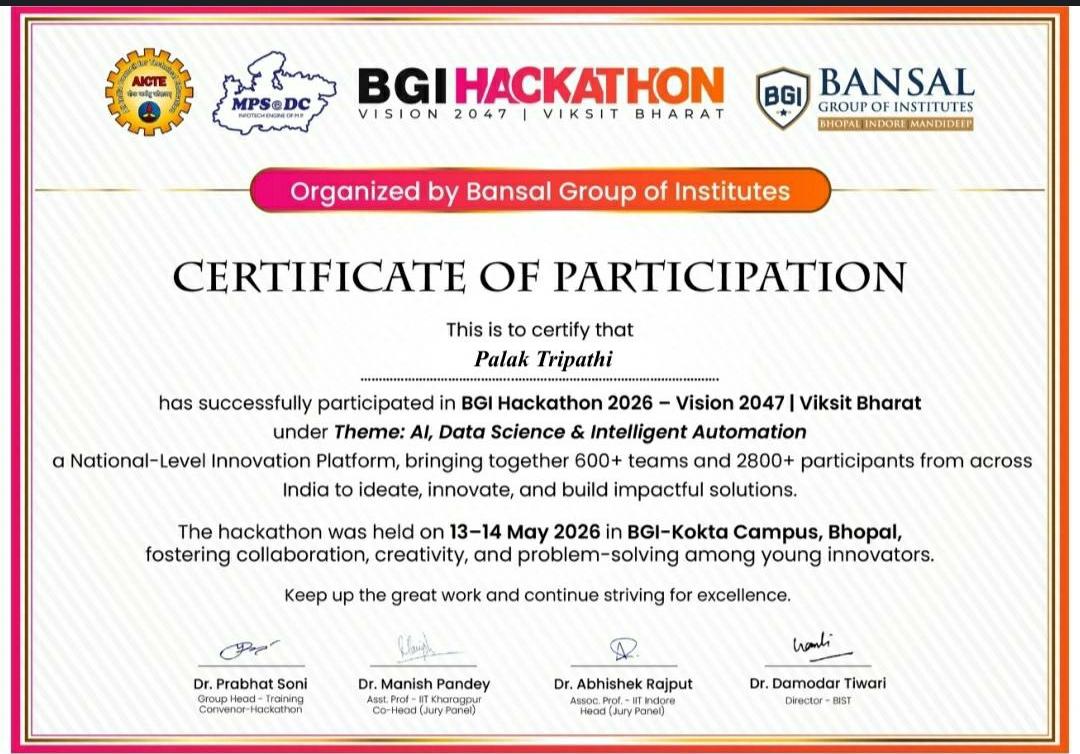 AICTE
MPSeDC
INFOTECH ENGINE OF M.P.
BGI HACKATHON
VISION 2047 | VIKSIT BHARAT
BGI
BANSAL
GROUP OF INSTITUTES
BHOPAL INDORE MANDIDEEP
Organized by Bansal Group of Institutes
CERTIFICATE OF PARTICIPATION
This is to certify that
Palak Tripathi
has successfully participated in BGI Hackathon 2026 – Vision 2047 | Viksit Bharat
under Theme: AI, Data Science & Intelligent Automation
a National-Level Innovation Platform, bringing together 600+ teams and 2800+ participants from across
India to ideate, innovate, and build impactful solutions.
The hackathon was held on 13–14 May 2026 in BGI-Kokta Campus, Bhopal,
fostering collaboration, creativity, and problem-solving among young innovators.
Keep up the great work and continue striving for excellence.
Dr. Prabhat Soni
Group Head - Training
Convenor-Hackathon
Dr. Manish Pandey
Asst. Prof - IIT Kharagpur
Co-Head (Jury Panel)
Dr. Abhishek Rajput
Assoc. Prof. - IIT Indore
Head (Jury Panel)
Dr. Damodar Tiwari
Director - BIST